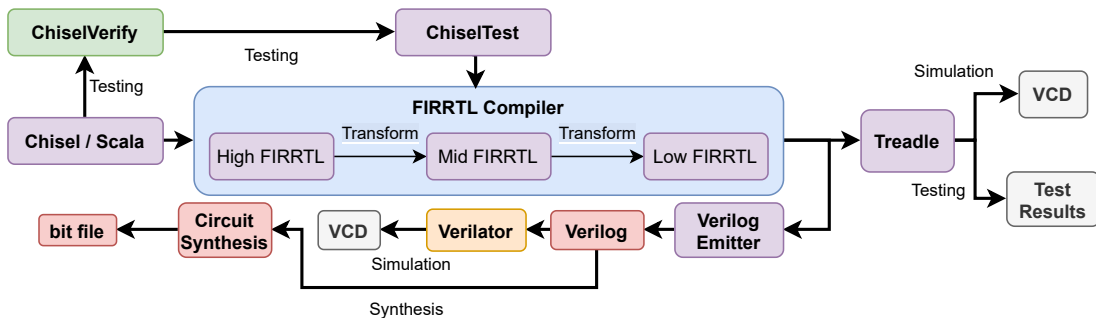 ChiselVerify
Testing
ChiselTest
Testing
Simulation
VCD
FIRRTL Compiler
Chisel / Scala
Transform
Transform
Treadle
High FIRRTL
Mid FIRRTL
Low FIRRTL
Testing
Test
Results
bit file
Circuit
Synthesis
VCD
Verilator
Verilog
Verilog
Emitter
Simulation
Synthesis